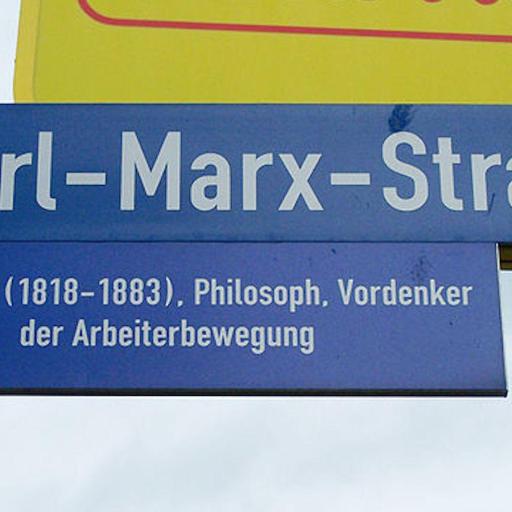 rl-Marx-Stra
(1818-1883), Philosoph, Vordenker
der Arbeiterbewegung